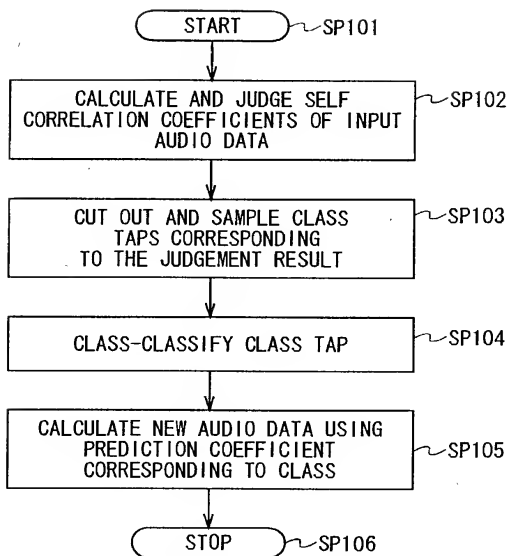 START
SP101
CALCULATE AND JUDGE SELF
CORRELATION COEFFICIENTS OF INPUT
AUDIO DATA
SP102
CUT OUT AND SAMPLE CLASS
TAPS CORRESPONDING
TO THE JUDGEMENT RESULT
SP103
CLASS-CLASSIFY CLASS TAP
SP104
CALCULATE NEW AUDIO DATA USING
PREDICTION COEFFICIENT
CORRESPONDING TO CLASS
SP105
STOP
SP106